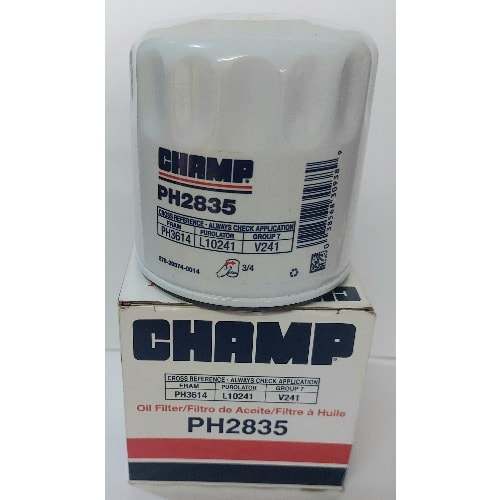 CHAMP
PH2835
CROSS REFERENCE - ALWAYS CHECK APPLICATION
FRAM PUROLATOR GROUP 7
PH3614 L10241 V241
3/4
CHAMP
CROSS REFERENCE - ALWAYS CHECK APPLICATION
FRAM PUROLATOR GROUP 7
PH3614 L10241 V241
Oil Filter/Filtro de Aceite/Filtre à Huile
PH2835